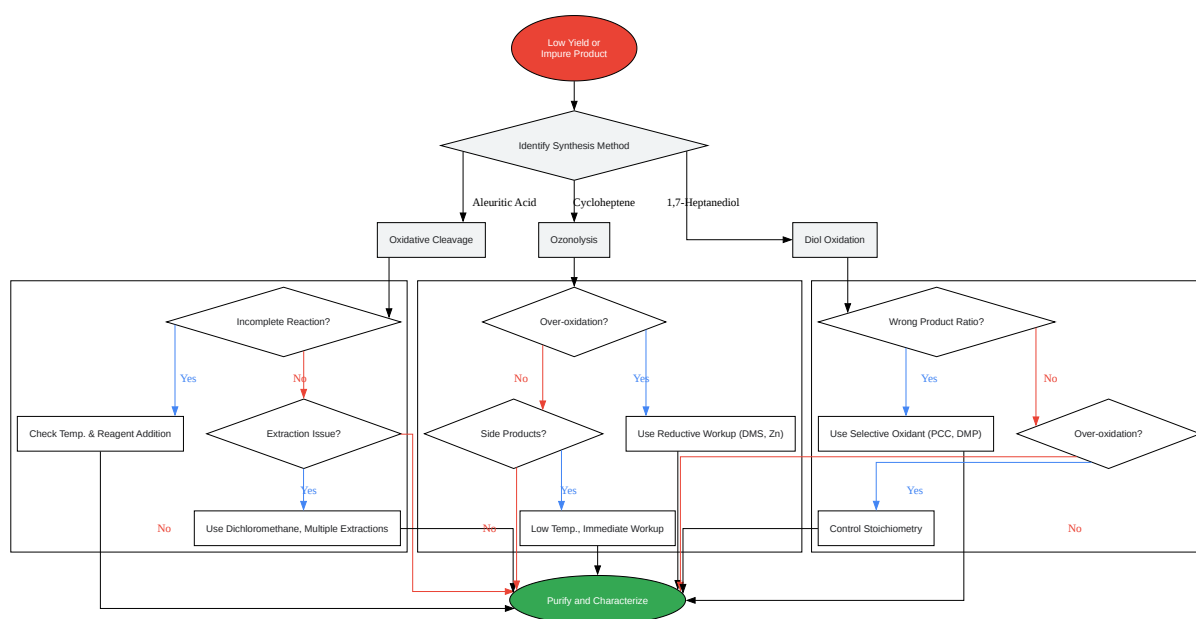 Low Yield or
Impure Product
Identify Synthesis Method
Aleuritic Acid
Cycloheptene
1,7-Heptanediol
Oxidative Cleavage
Ozonolysis
Diol Oxidation
Incomplete Reaction?
Over-oxidation?
Wrong Product Ratio?
Yes
No
No
Yes
Yes
No
Check Temp. & Reagent Addition
Extraction Issue?
Side Products?
Use Reductive Workup (DMS, Zn)
Use Selective Oxidant (PCC, DMP)
Over-oxidation?
Yes
Yes
Yes
No
Use Dichloromethane, Multiple Extractions
No
Low Temp., Immediate Workup
Control Stoichiometry
No
Purify and Characterize